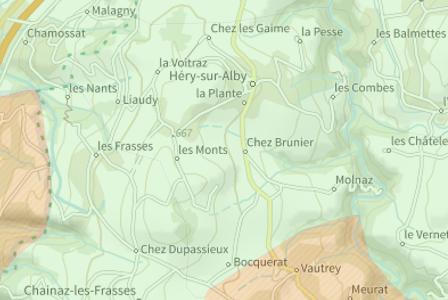 Malagny
Chez les Gaime
la Pesse
Chamossat
les Balmettes
la Voitraz
Héry-sur-Alby
les Nants
Liaudy
la Plante
les Combes
667
les Frasses
les Monts
Chez Brunier
les Châtele
Molnaz
Chez Dupassieux
le Vernet
Bocquerat
Vautrey
Chainaz-les-Frasses
Meurat